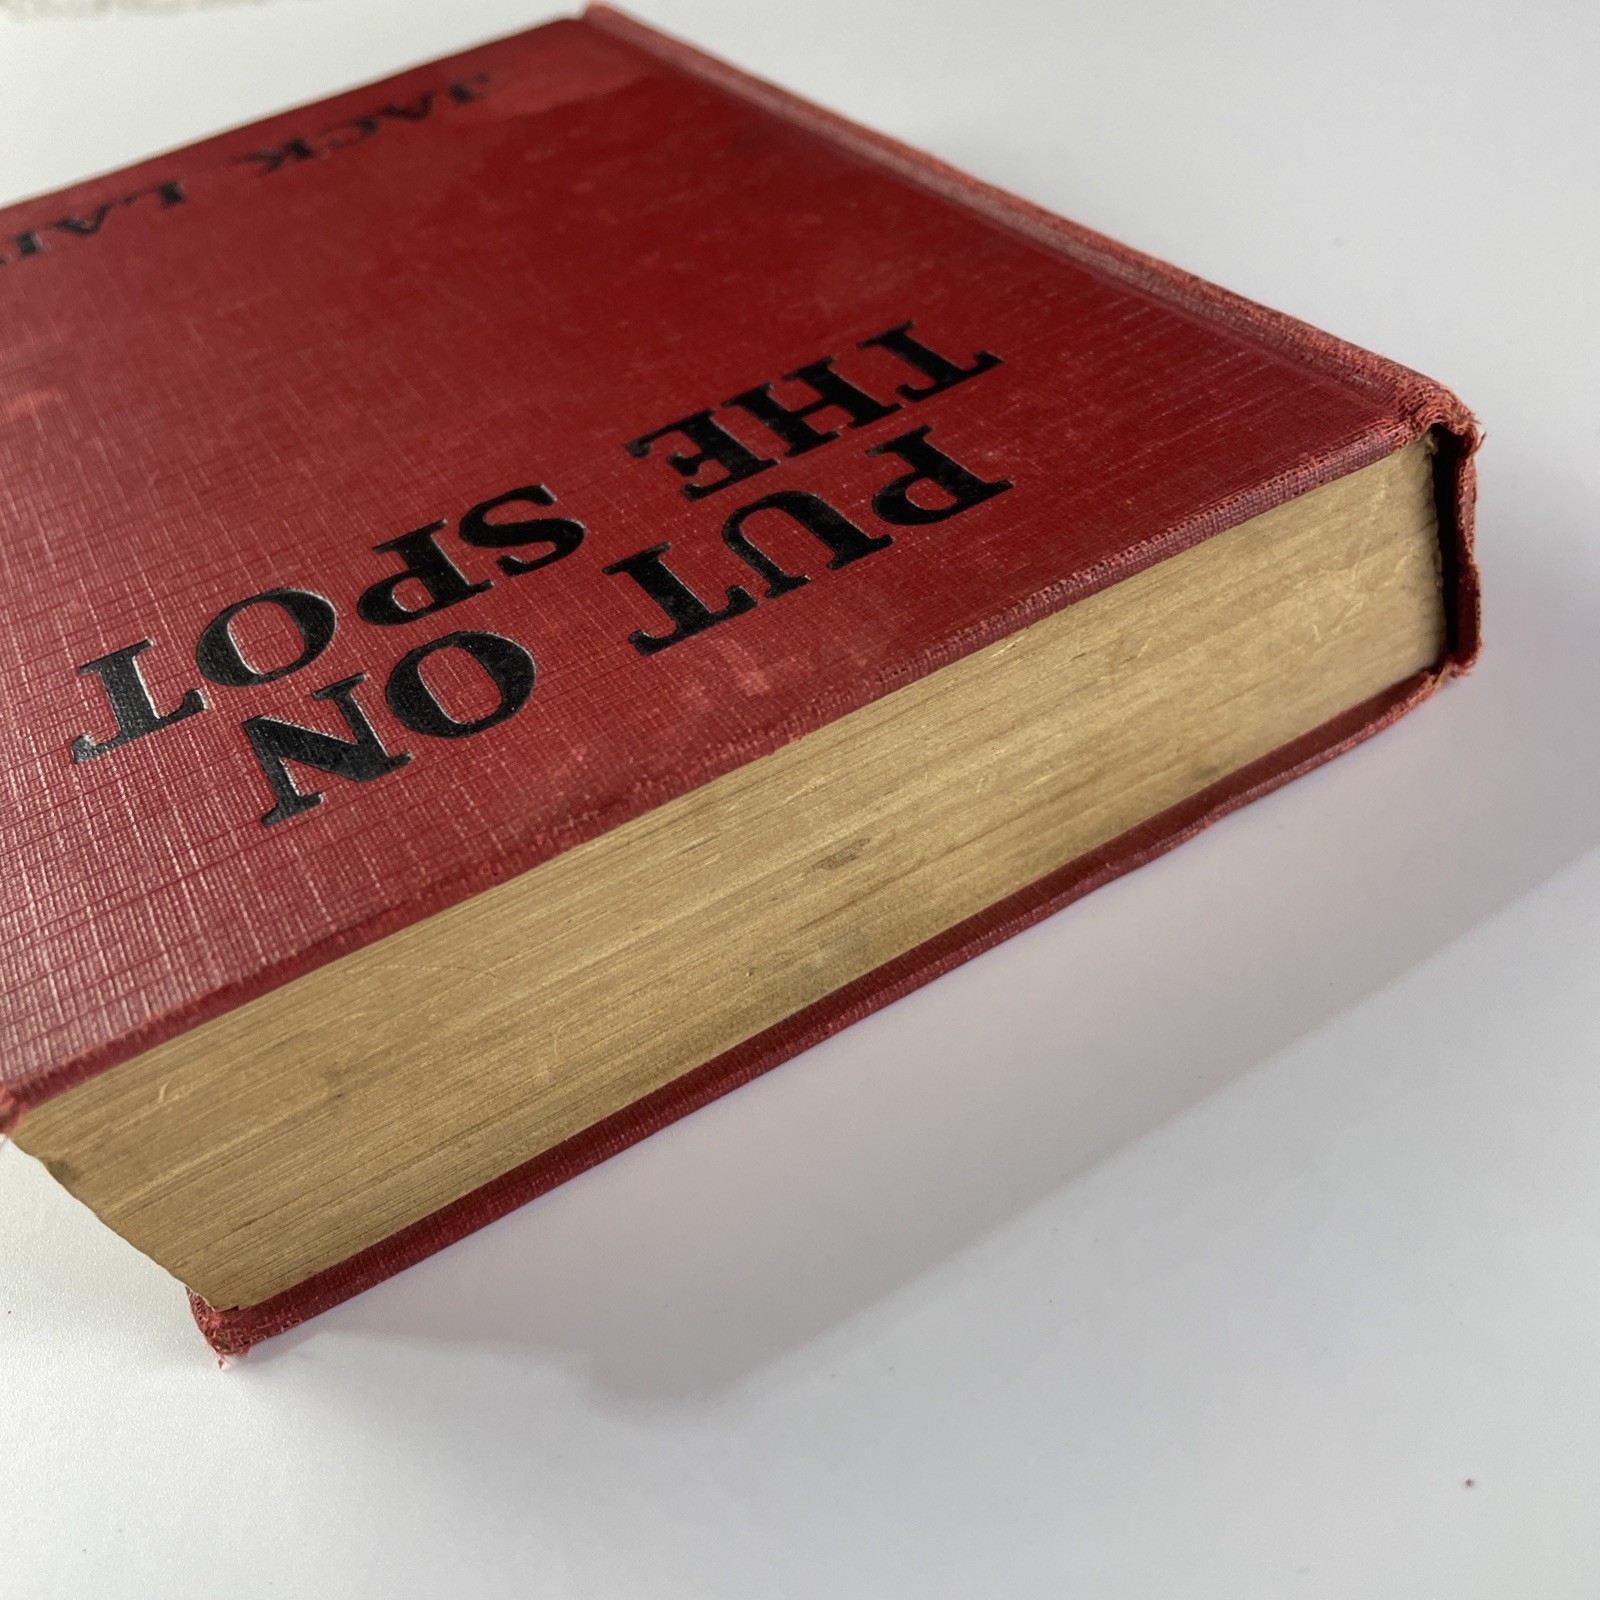 PUT ON
THE SPOT
JACK